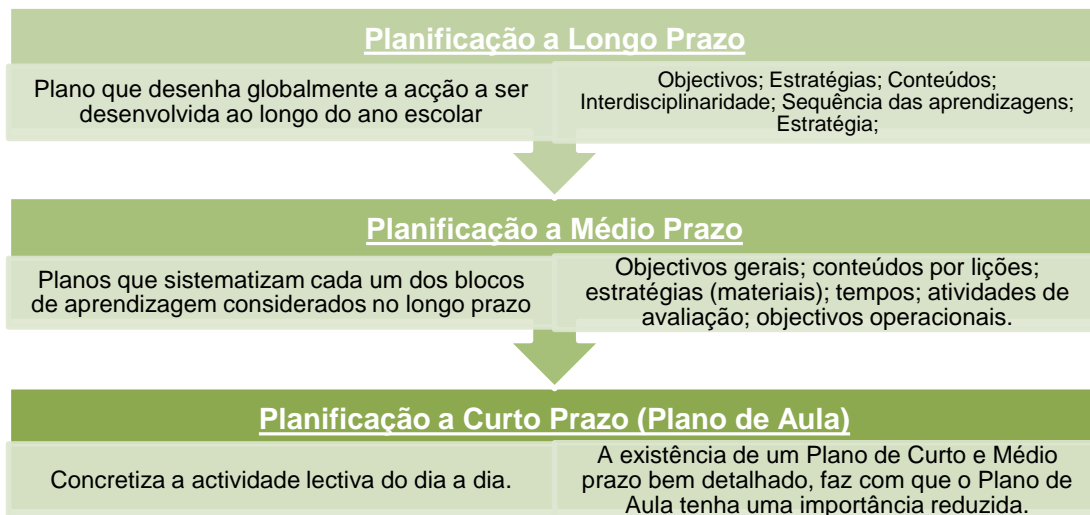 Planificação a Longo Prazo
Plano que desenha globalmente a acção a ser
desenvolvida ao longo do ano escolar
Objectivos; Estratégias; Conteúdos;
Interdisciplinaridade; Sequência das aprendizagens;
Estratégia;
Planificação a Médio Prazo
Planos que sistematizam cada um dos blocos
de aprendizagem considerados no longo prazo
Objectivos gerais; conteúdos por lições;
estratégias (materiais); tempos; atividades de
avaliação; objectivos operacionais.
Planificação a Curto Prazo (Plano de Aula)
Concretiza a actividade lectiva do dia a dia.
A existência de um Plano de Curto e Médio
prazo bem detalhado, faz com que o Plano de
Aula tenha uma importância reduzida.